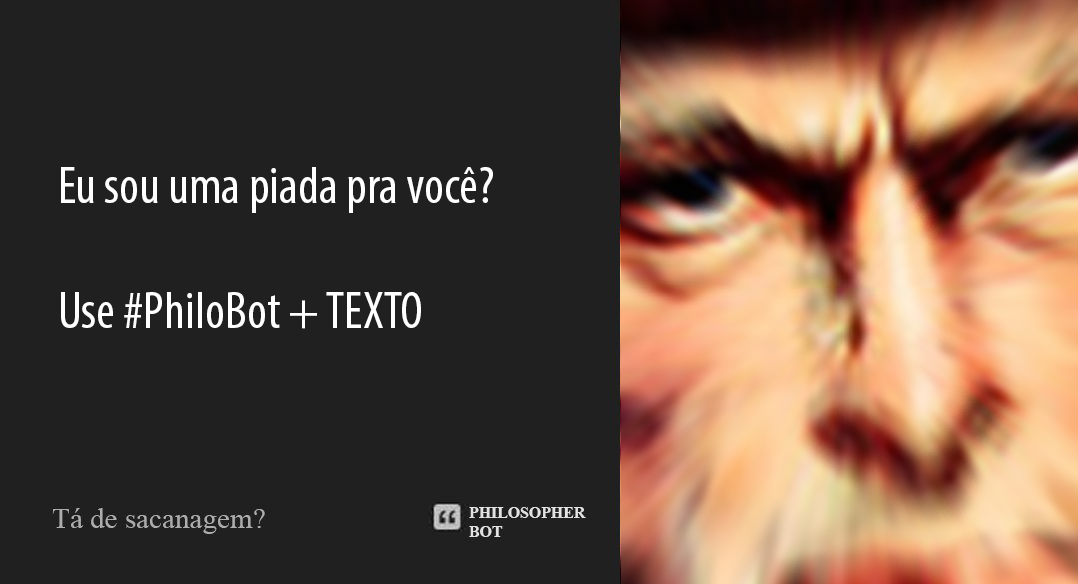 Eu sou uma piada pra você?
Use #PhiloBot + TEXTO
Tá de sacanagem?
PHILOSOPHER
BOT